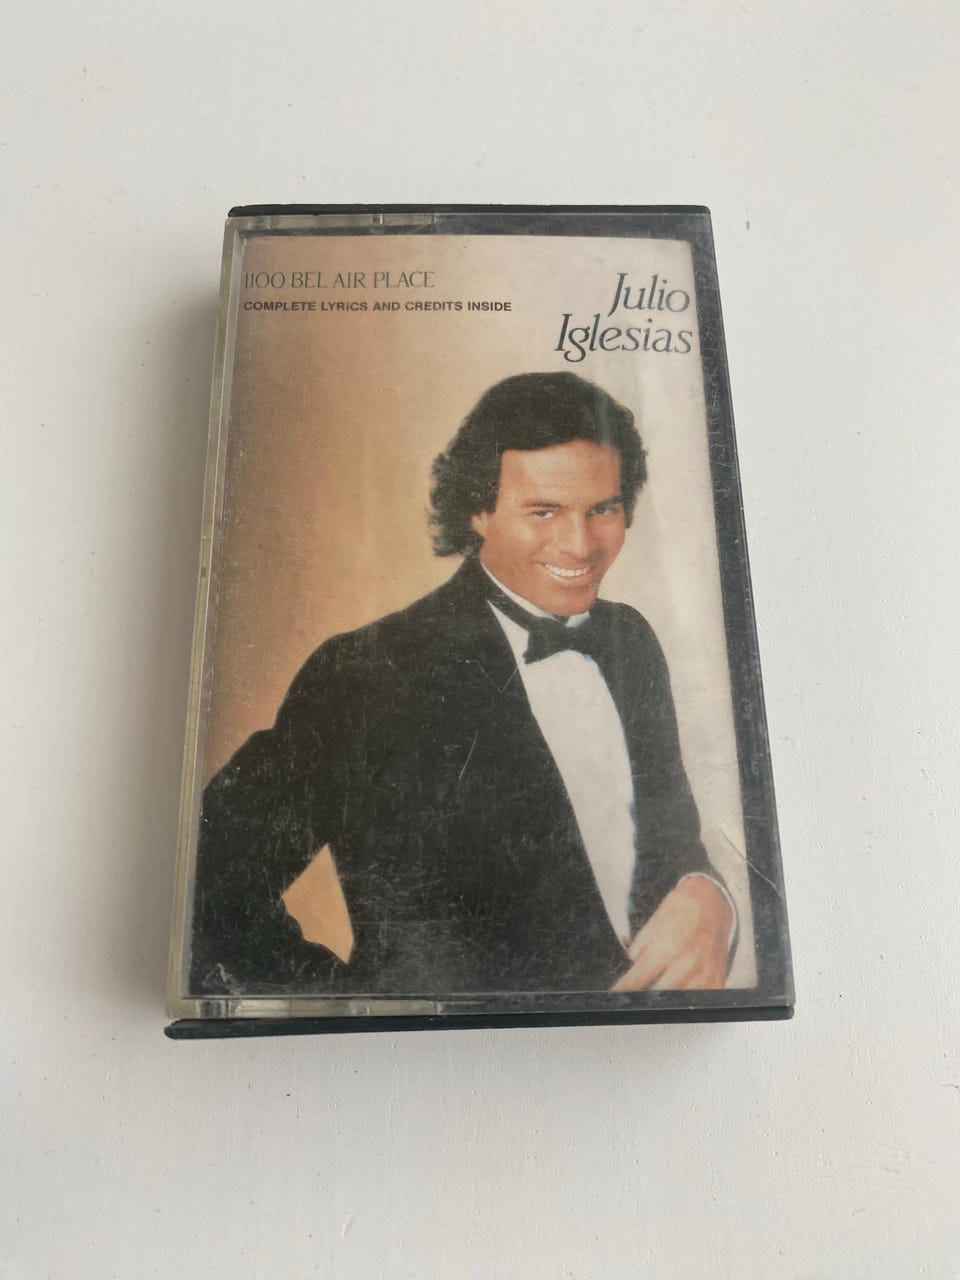 1100 BEL AIR PLACE
COMPLETE LYRICS AND CREDITS INSIDE
Julio
Iglesias